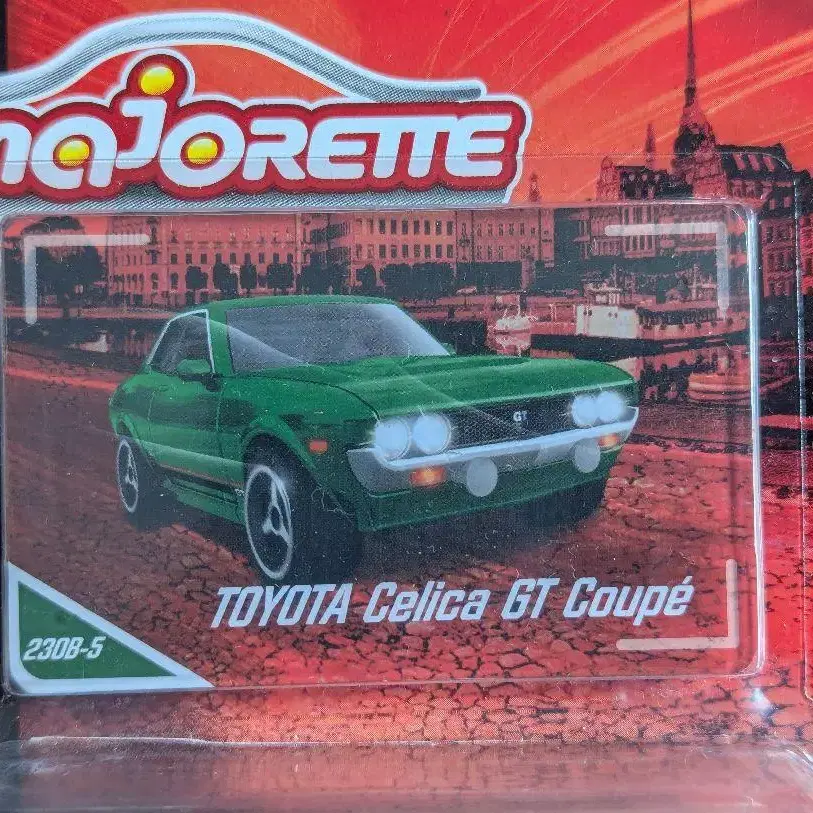 majorette
GT
TOYOTA Celica GT Coupé
230B-5